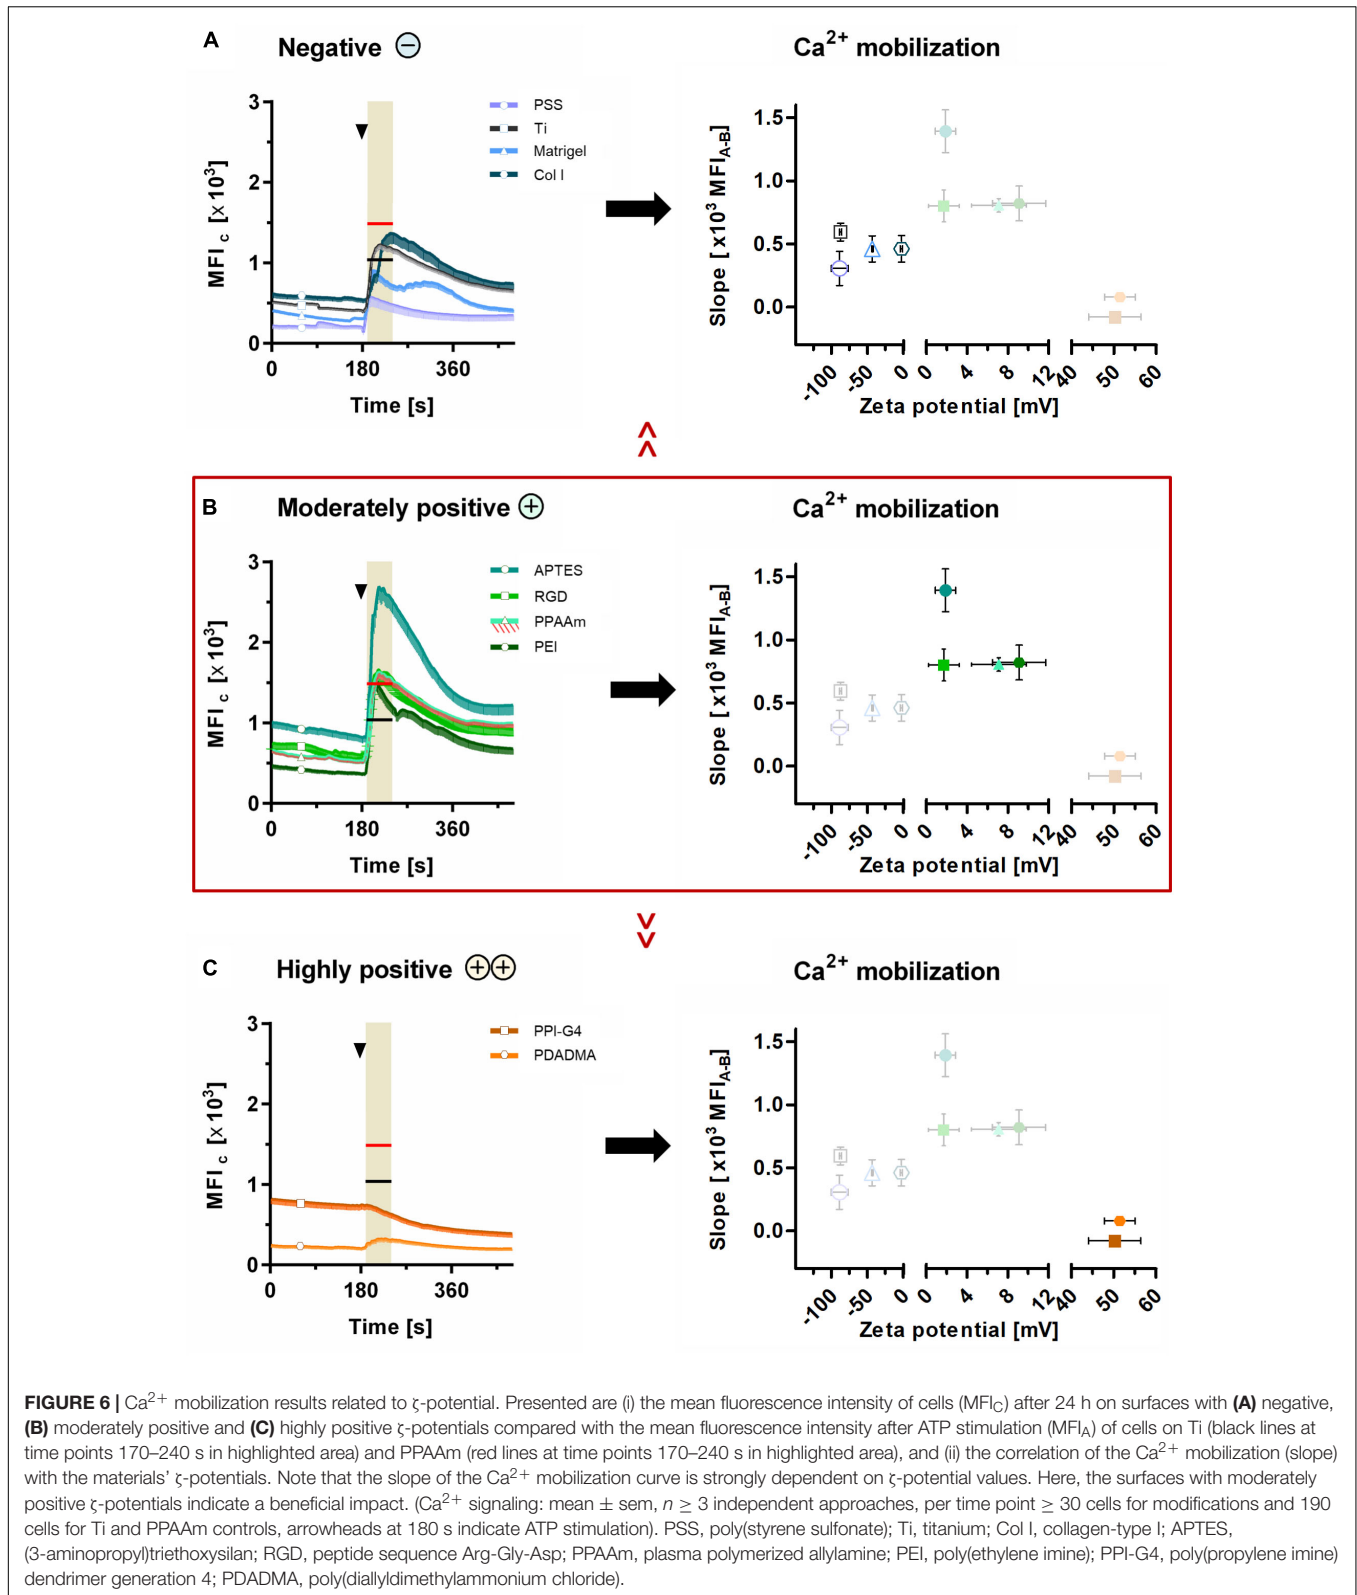 A
Negative −
Ca2+ mobilization
PSS
Ti
Matrigel
Col I
MFI C [x 10³]
3
2
1
0
0 180 360
Time [s]
Slope [ x10³ MFIA-B]
1.5
1.0
0.5
0.0
-100 -50 0 0 4 8 12 40 50 60
Zeta potential [mV]
B
Moderately positive +
Ca2+ mobilization
APTES
RGD
PPAAm
PEI
MFI C [x 10³]
3
2
1
0
0 180 360
Time [s]
Slope [ x10³ MFIA-B]
1.5
1.0
0.5
0.0
-100 -50 0 0 4 8 12 40 50 60
Zeta potential [mV]
C
Highly positive ++
Ca2+ mobilization
PPI-G4
PDADMA
MFI C [x 10³]
3
2
1
0
0 180 360
Time [s]
Slope [ x10³ MFIA-B]
1.5
1.0
0.5
0.0
-100 -50 0 0 4 8 12 40 50 60
Zeta potential [mV]
FIGURE 6 | Ca2+ mobilization results related to ζ-potential. Presented are (i) the mean fluorescence intensity of cells (MFIC) after 24 h on surfaces with (A) negative,
(B) moderately positive and (C) highly positive ζ-potentials compared with the mean fluorescence intensity after ATP stimulation (MFIA) of cells on Ti (black lines at
time points 170–240 s in highlighted area) and PPAAm (red lines at time points 170–240 s in highlighted area), and (ii) the correlation of the Ca2+ mobilization (slope)
with the materials' ζ-potentials. Note that the slope of the Ca2+ mobilization curve is strongly dependent on ζ-potential values. Here, the surfaces with moderately
positive ζ-potentials indicate a beneficial impact. (Ca2+ signaling: mean ± sem, n ≥ 3 independent approaches, per time point ≥ 30 cells for modifications and 190
cells for Ti and PPAAm controls, arrowheads at 180 s indicate ATP stimulation). PSS, poly(styrene sulfonate); Ti, titanium; Col I, collagen-type I; APTES,
(3-aminopropyl)triethoxysilan; RGD, peptide sequence Arg-Gly-Asp; PPAAm, plasma polymerized allylamine; PEI, poly(ethylene imine); PPI-G4, poly(propylene imine)
dendrimer generation 4; PDADMA, poly(diallyldimethylammonium chloride).